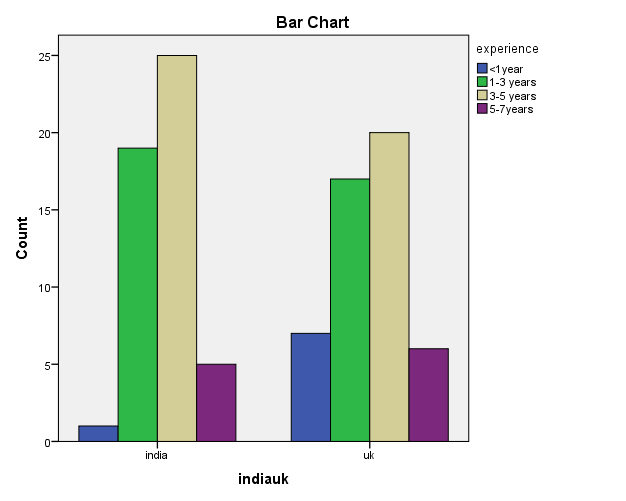 Bar Chart
experience
<1year
1-3 years
3-5 years
5-7years
Count
25
20
15
10
5
0
india
uk
indiauk